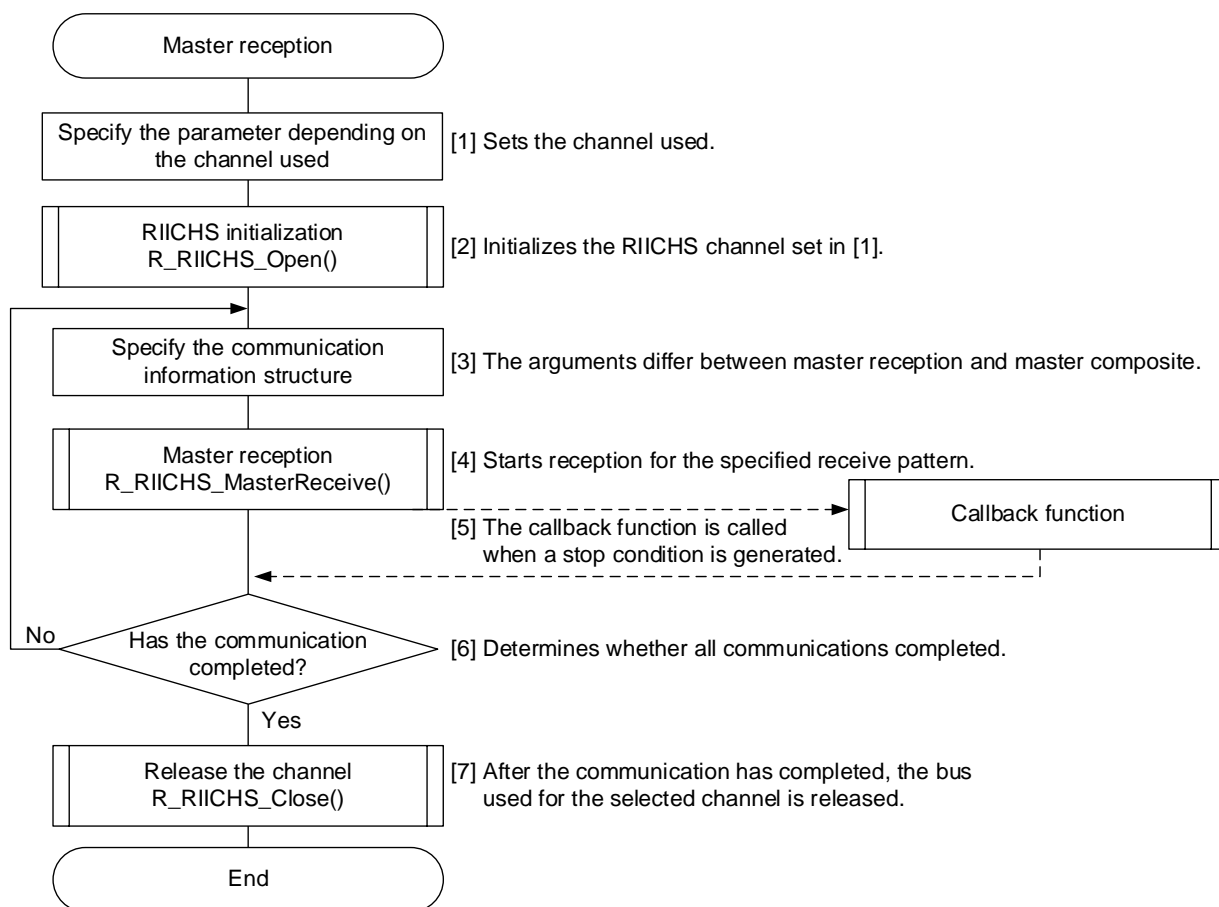 Master reception
Specify the parameter depending on
the channel used
[1] Sets the channel used.
RIICHS initialization
R_RIICHS_Open()
[2] Initializes the RIICHS channel set in [1].
Specify the communication
information structure
[3] The arguments differ between master reception and master composite.
Master reception
R_RIICHS_MasterReceive()
[4] Starts reception for the specified receive pattern.
[5] The callback function is called
when a stop condition is generated.
Callback function
No
Has the communication
completed?
[6] Determines whether all communications completed.
Yes
Release the channel
R_RIICHS_Close()
[7] After the communication has completed, the bus
used for the selected channel is released.
End